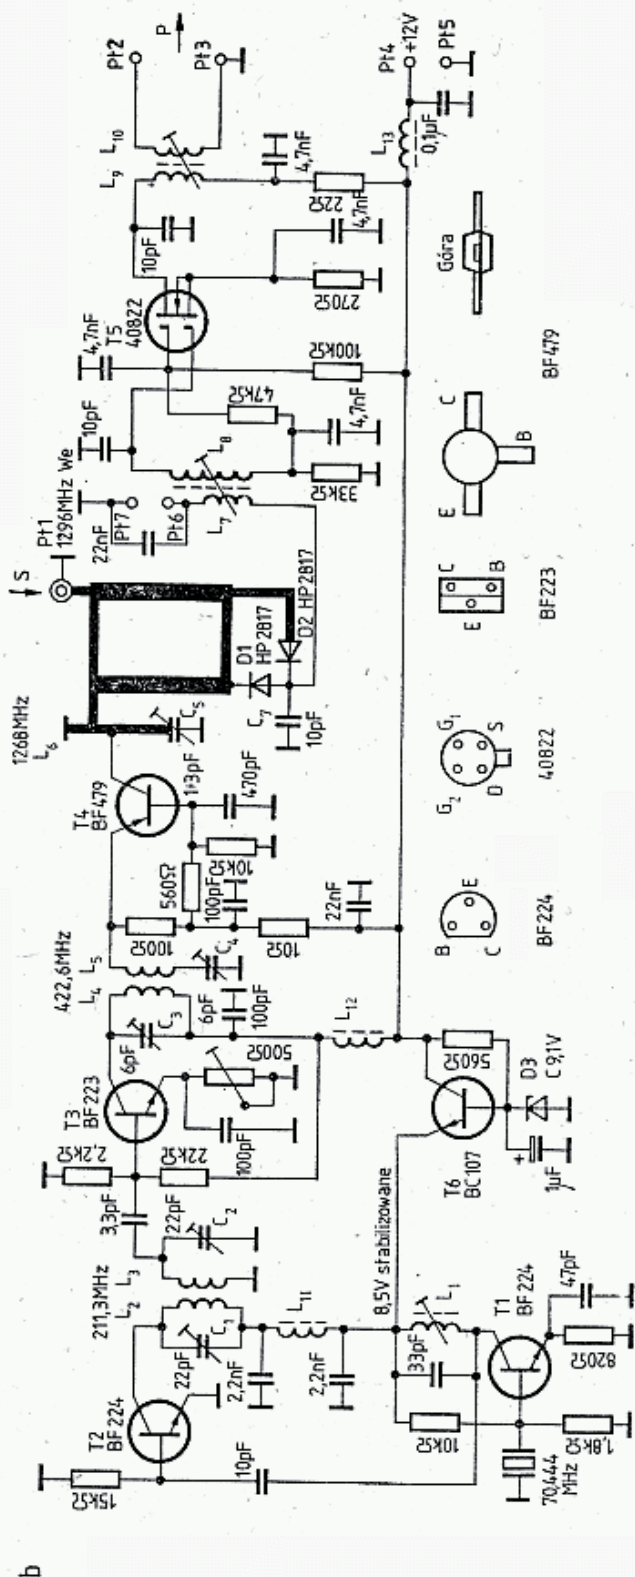 b
15kΩ
T2
BF224
22pF
C1
211,3MHz
L2
L3
10pF
2,2nF
L11
2,2nF
3,3pF
22pF
C2
2,2kΩ
22kΩ
T3
BF223
100pF
500Ω
6pF
C3
422,6MHz
L4
L5
6pF
C4
100pF
L12
100Ω
560Ω
10kΩ
100pF
10Ω
22nF
T4
BF479
470pF
1÷3pF
1268MHz
L6
C5
C7
10pF
D1
HP2817
D2 HP2817
S
Pt1
1296MHz We
22nF
Pt7
Pt6
L7
L8
10pF
4,7nF
47kΩ
33kΩ
4,7nF
100kΩ
T5
40822
10pF
270Ω
4,7nF
22Ω
4,7nF
L9
L10
Pt2
P
Pt3
L13
0,1μF
Pt4
+12V
Pt5
8,5V stabilizowane
10kΩ
33pF
L1
T1
BF224
47pF
820Ω
1,8kΩ
70,444
MHz
T6
BC107
560Ω
D3
C9,1V
+
1μF
B
E
C
BF224
G2
G1
D
S
40822
C
E
B
BF223
E
C
B
BF479
Góra